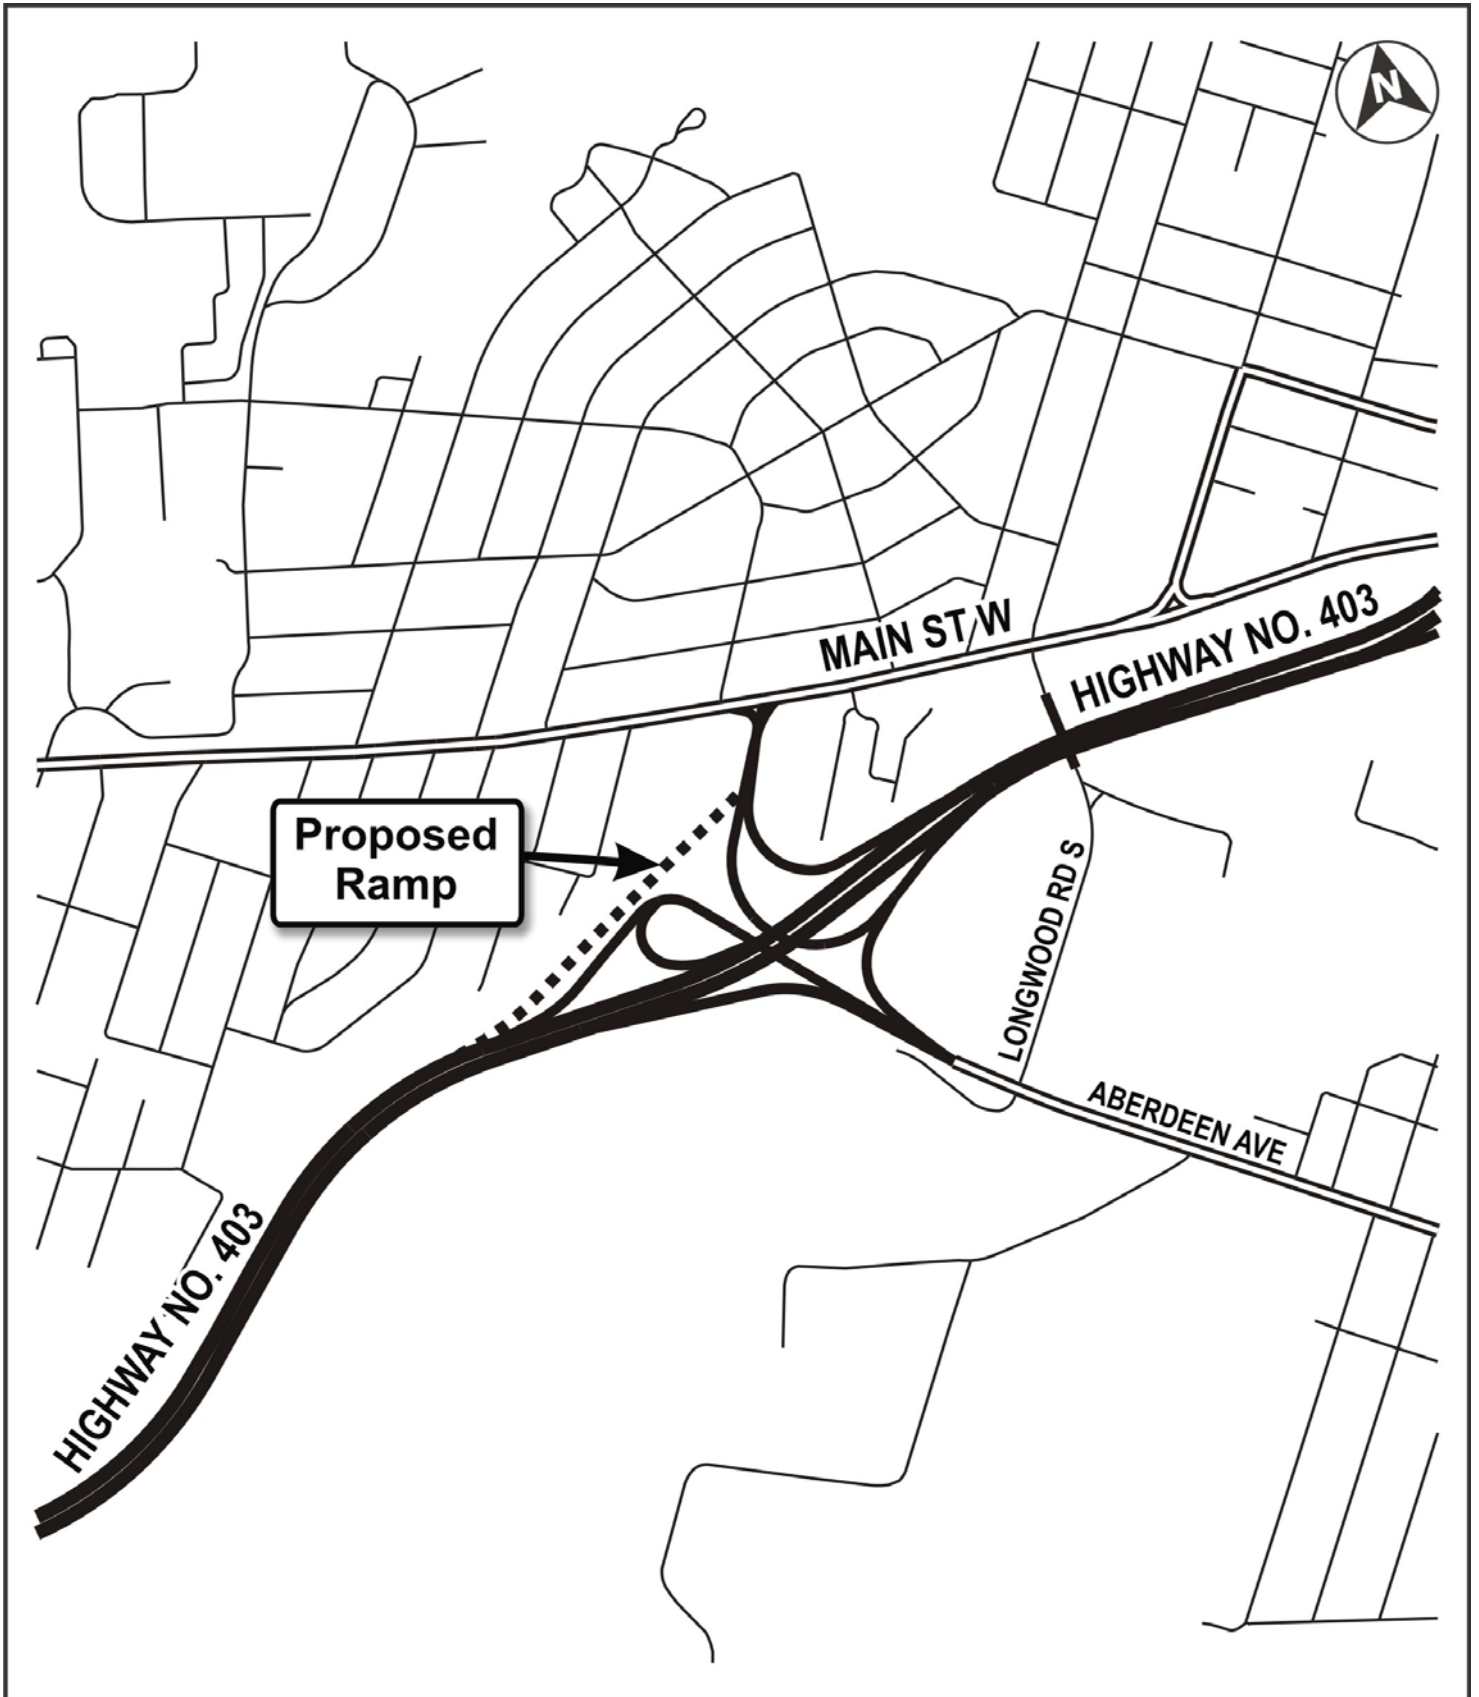 N
MAIN ST W
HIGHWAY NO. 403
Proposed
Ramp
LONGWOOD RD S
ABERDEEN AVE
HIGHWAY NO. 403